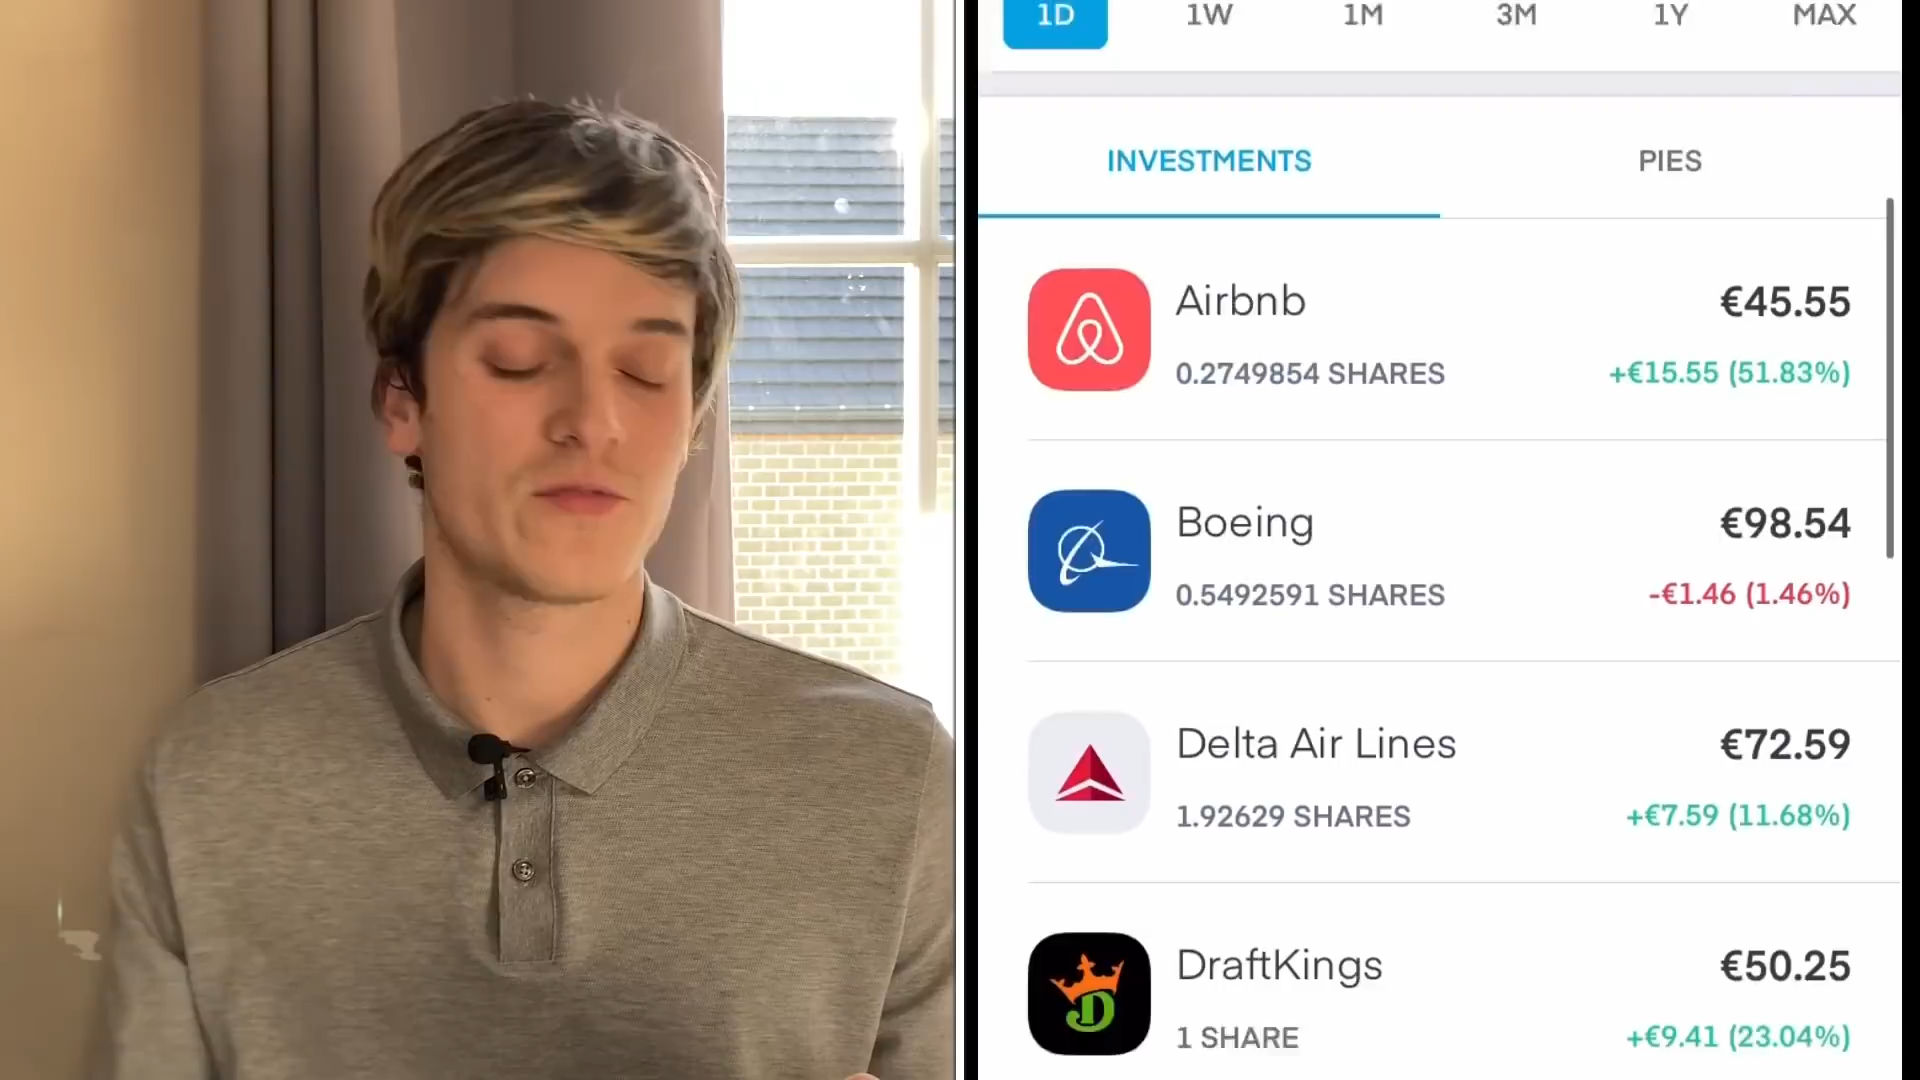 1D 1W 1M 3M 1Y MAX
INVESTMENTS PIES
Airbnb €45.55
0.2749854 SHARES +€15.55 (51.83%)
Boeing €98.54
0.5492591 SHARES -€1.46 (1.46%)
Delta Air Lines €72.59
1.92629 SHARES +€7.59 (11.68%)
DraftKings €50.25
1 SHARE +€9.41 (23.04%)